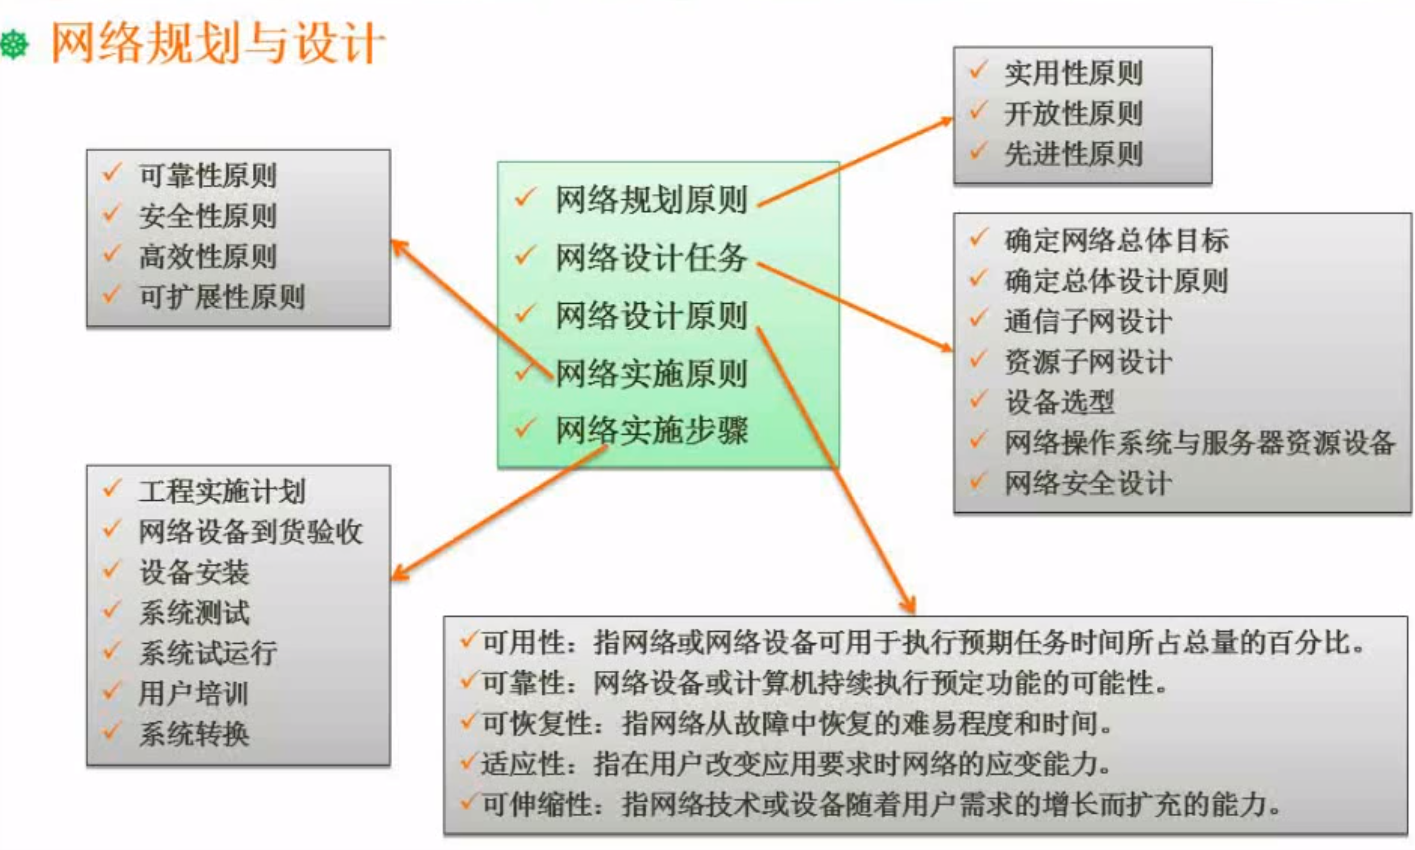 网络规划与设计
实用性原则
开放性原则
先进性原则
可靠性原则
安全性原则
高效性原则
可扩展性原则
网络规划原则
网络设计任务
网络设计原则
网络实施原则
网络实施步骤
确定网络总体目标
确定总体设计原则
通信子网设计
资源子网设计
设备选型
网络操作系统与服务器资源设备
网络安全设计
工程实施计划
网络设备到货验收
设备安装
系统测试
系统试运行
用户培训
系统转换
可用性：指网络或网络设备可用于执行预期任务时间所占总量的百分比。
可靠性：网络设备或计算机持续执行预定功能的可能性。
可恢复性：指网络从故障中恢复的难易程度和时间。
适应性：指在用户改变应用要求时网络的应变能力。
可伸缩性：指网络技术或设备随着用户需求的增长而扩充的能力。